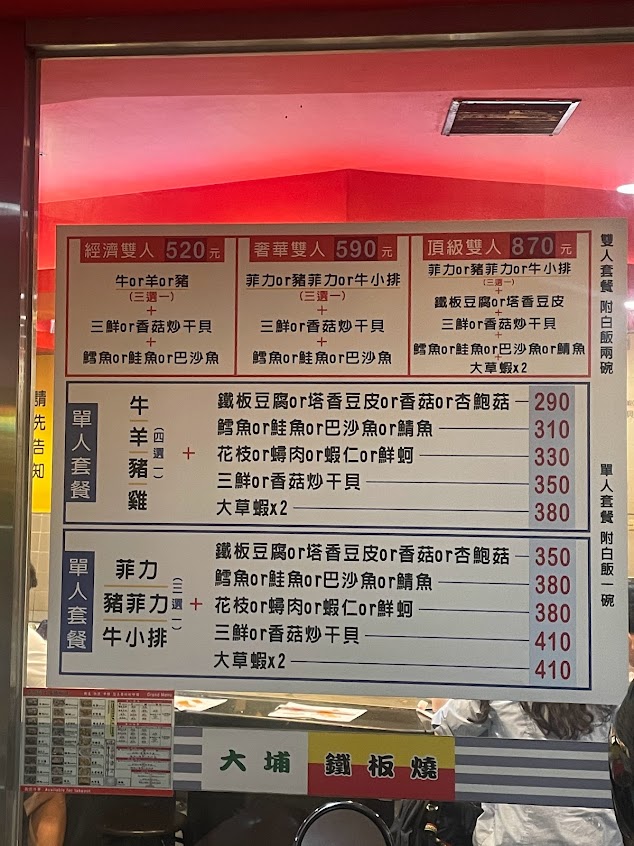 經濟雙人 520 元
牛or羊or豬
(三選一)
+
三鮮or香菇炒干貝
+
鱈魚or鮭魚or巴沙魚
奢華雙人 590 元
菲力or豬菲力or牛小排
(三選一)
+
三鮮or香菇炒干貝
+
鱈魚or鮭魚or巴沙魚
頂級雙人 870 元
菲力or豬菲力or牛小排
(三選一)
+
鐵板豆腐or塔香豆皮
+
三鮮or香菇炒干貝
+
鱈魚or鮭魚or巴沙魚or鯖魚
+
大草蝦x2
雙人套餐 附白飯兩碗
單人套餐
牛
羊
豬
雞
(四選一)
+
鐵板豆腐or塔香豆皮or香菇or杏鮑菇 290
鱈魚or鮭魚or巴沙魚or鯖魚 310
花枝or蟳肉or蝦仁or鮮蚵 330
三鮮or香菇炒干貝 350
大草蝦x2 380
單人套餐
菲力
豬菲力
牛小排
(三選一)
+
鐵板豆腐or塔香豆皮or香菇or杏鮑菇 350
鱈魚or鮭魚or巴沙魚or鯖魚 380
花枝or蟳肉or蝦仁or鮮蚵 380
三鮮or香菇炒干貝 410
大草蝦x2 410
單人套餐 附白飯一碗
請先告知
大埔 鐵板燒